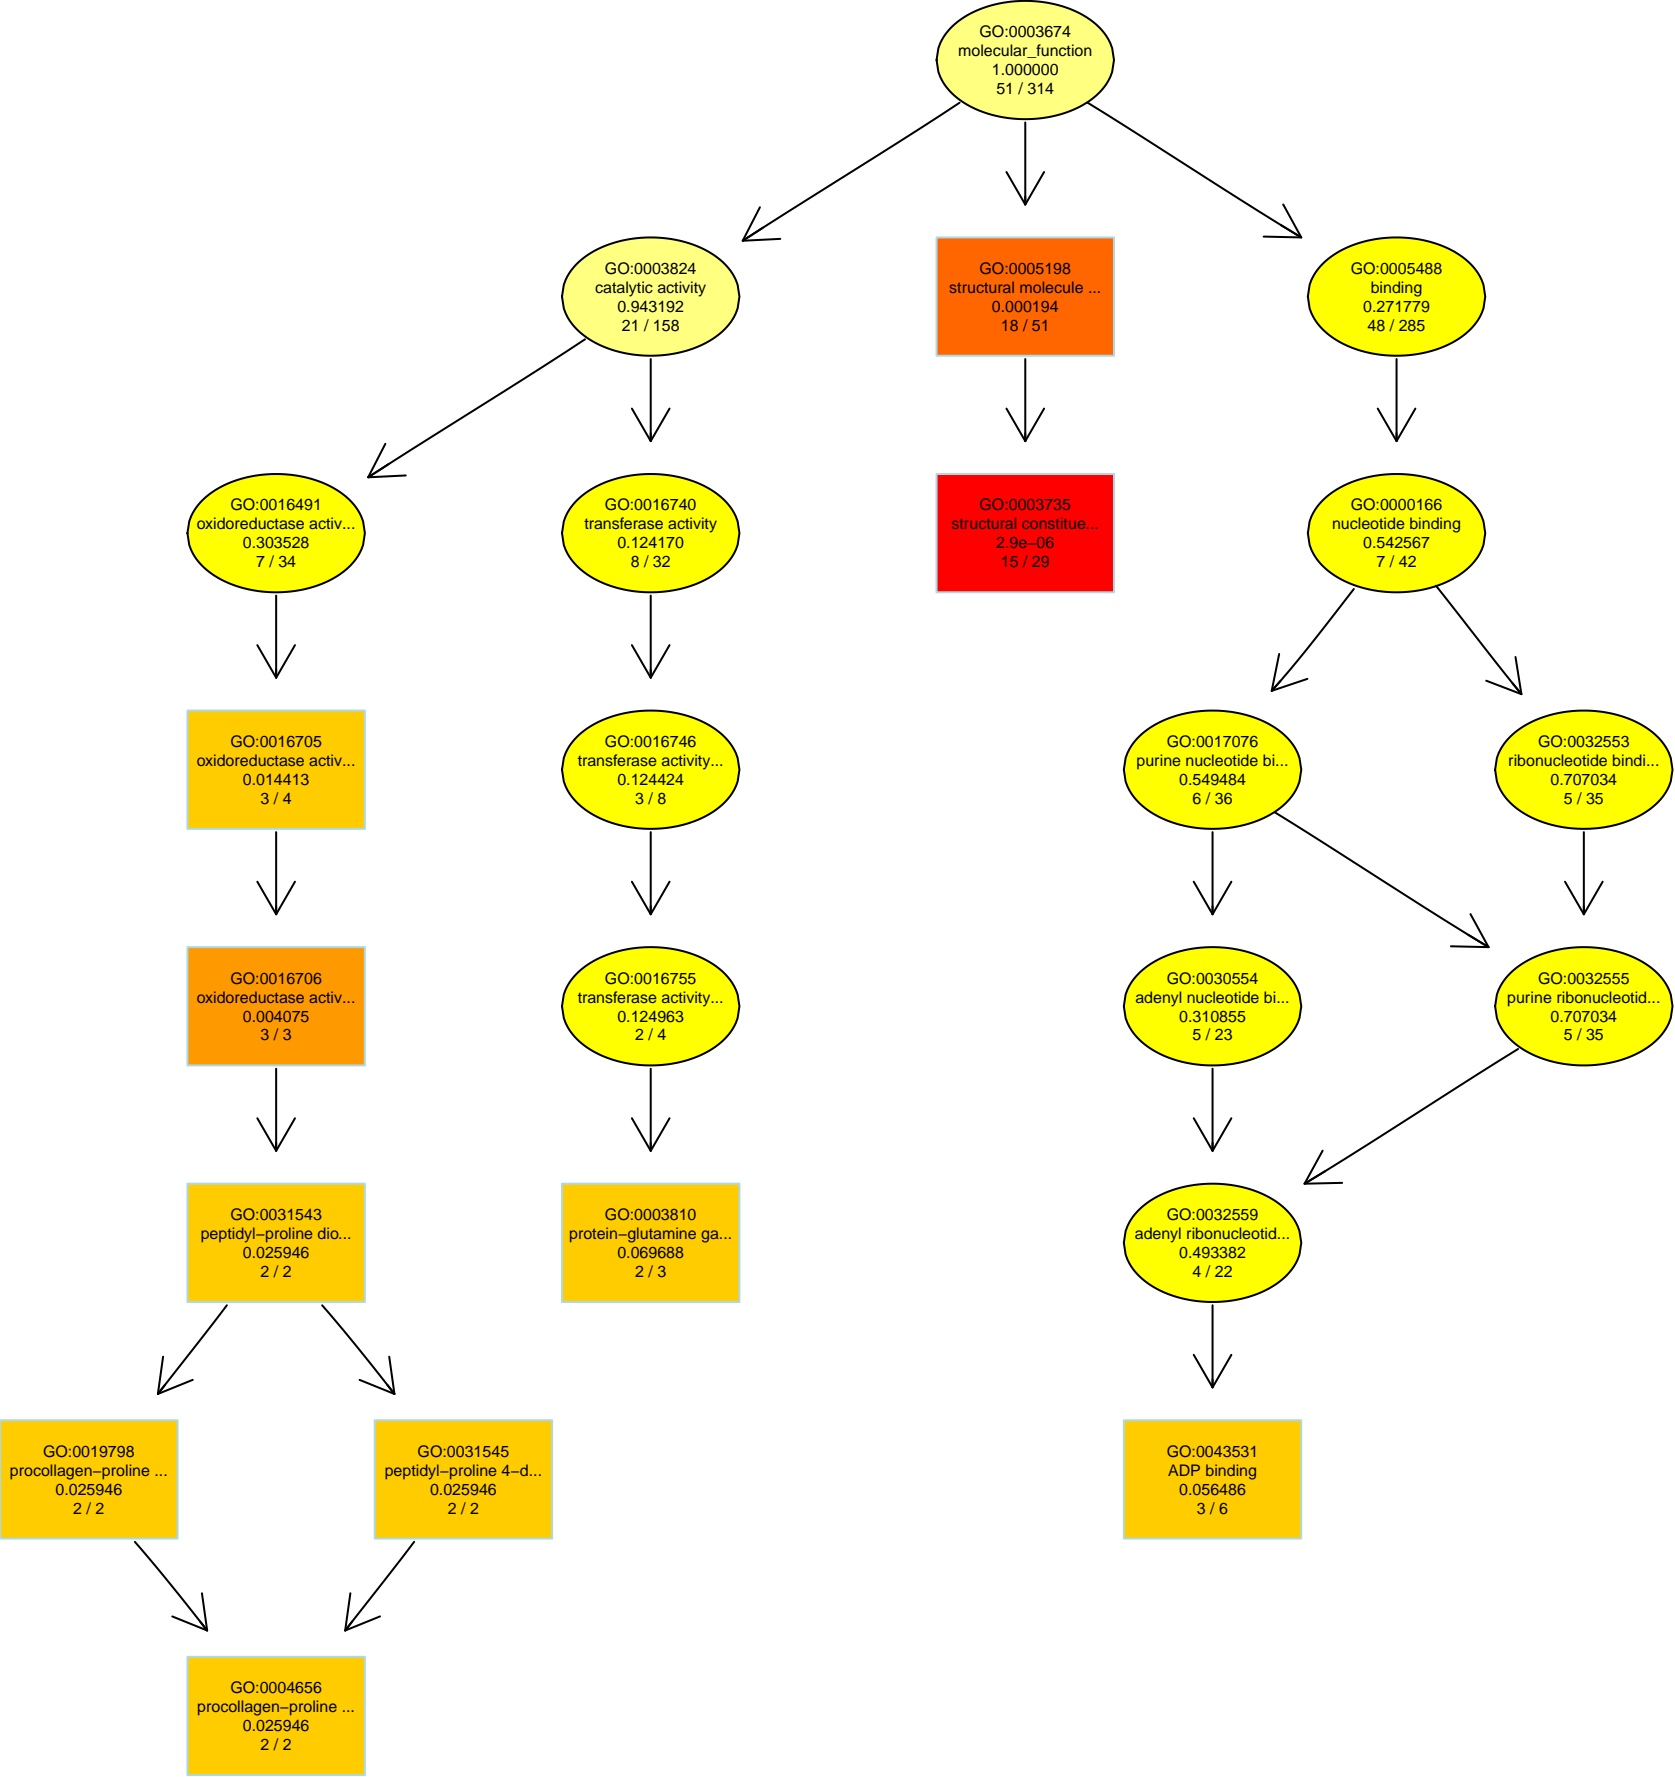 GO:0003674
molecular_function
1.000000
51 / 314
GO:0003824
catalytic activity
0.943192
21 / 158
GO:0005198
structural molecule ...
0.000194
18 / 51
GO:0005488
binding
0.271779
48 / 285
GO:0016491
oxidoreductase activ...
0.303528
7 / 34
GO:0016740
transferase activity
0.124170
8 / 32
GO:0003735
structural constitue...
2.9e−06
15 / 29
GO:0000166
nucleotide binding
0.542567
7 / 42
GO:0016705
oxidoreductase activ...
0.014413
3 / 4
GO:0016746
transferase activity...
0.124424
3 / 8
GO:0017076
purine nucleotide bi...
0.549484
6 / 36
GO:0032553
ribonucleotide bindi...
0.707034
5 / 35
GO:0016706
oxidoreductase activ...
0.004075
3 / 3
GO:0016755
transferase activity...
0.124963
2 / 4
GO:0030554
adenyl nucleotide bi...
0.310855
5 / 23
GO:0032555
purine ribonucleotid...
0.707034
5 / 35
GO:0031543
peptidyl−proline dio...
0.025946
2 / 2
GO:0003810
protein−glutamine ga...
0.069688
2 / 3
GO:0032559
adenyl ribonucleotid...
0.493382
4 / 22
GO:0019798
procollagen−proline ...
0.025946
2 / 2
GO:0031545
peptidyl−proline 4−d...
0.025946
2 / 2
GO:0043531
ADP binding
0.056486
3 / 6
GO:0004656
procollagen−proline ...
0.025946
2 / 2